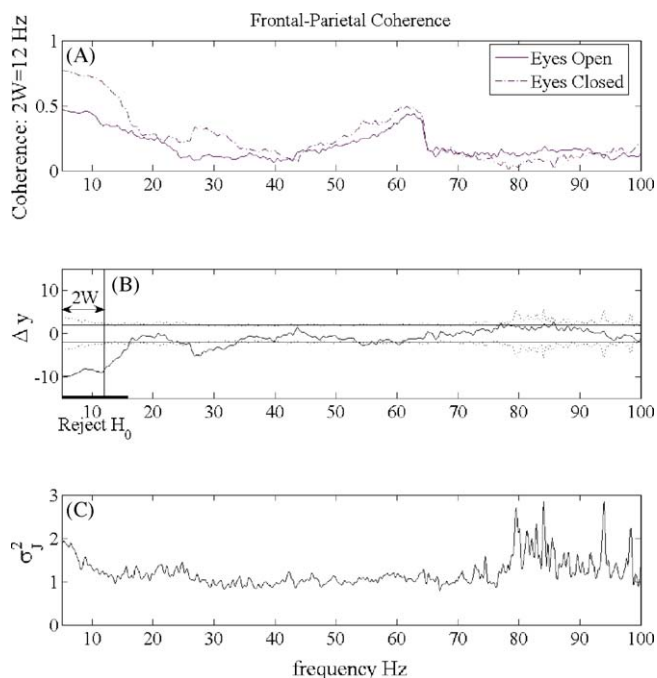 Frontal-Parietal Coherence
(A)
Eyes Open
Eyes Closed
Coherence: 2W=12 Hz
1
0.5
0
10 20 30 40 50 60 70 80 90 100
(B)
2W
Δ y
10
0
-10
10 20 30 40 50 60 70 80 90 100
Reject H0
(C)
σJ2
3
2
1
0
10 20 30 40 50 60 70 80 90 100
frequency Hz